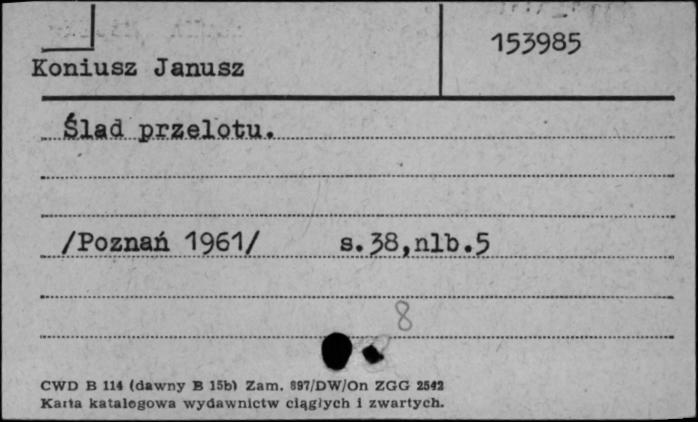 153985
Koniusz Janusz
Ślad przelotu.
/Poznań 1961/ s.38,nlb.5
8
CWD B 114 (dawny B 15b) Zam. 897/DW/On ZGG 2542
Karta katalogowa wydawnictw ciągłych i zwartych.